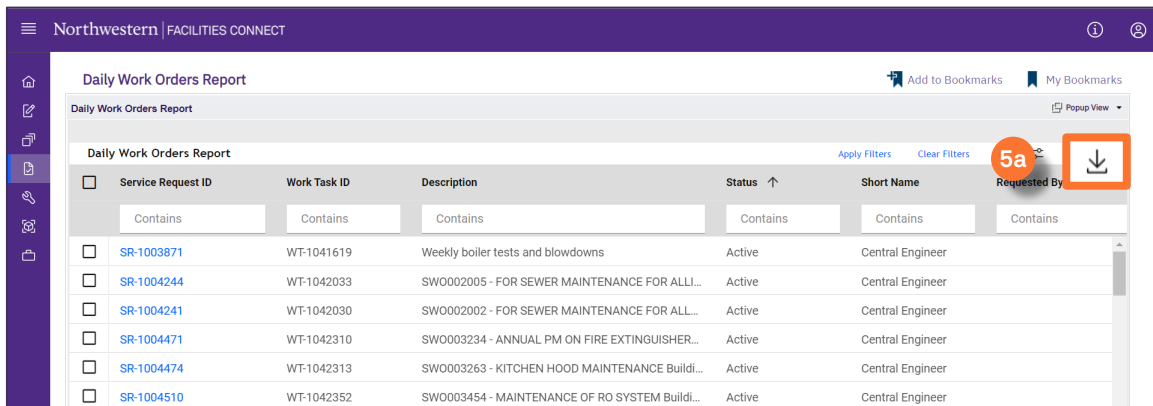 Northwestern | FACILITIES CONNECT
Daily Work Orders Report
Add to Bookmarks
My Bookmarks
Daily Work Orders Report
Popup View
Daily Work Orders Report
Apply Filters
Clear Filters
5a
Service Request ID Work Task ID Description Status Short Name Requested By
Contains Contains Contains Contains Contains Contains
SR-1003871 WT-1041619 Weekly boiler tests and blowdowns Active Central Engineer
SR-1004244 WT-1042033 SWO002005 - FOR SEWER MAINTENANCE FOR ALLI... Active Central Engineer
SR-1004241 WT-1042030 SWO002002 - FOR SEWER MAINTENANCE FOR ALL... Active Central Engineer
SR-1004471 WT-1042310 SWO003234 - ANNUAL PM ON FIRE EXTINGUISHER... Active Central Engineer
SR-1004474 WT-1042313 SWO003263 - KITCHEN HOOD MAINTENANCE Buildi... Active Central Engineer
SR-1004510 WT-1042352 SWO003454 - MAINTENANCE OF RO SYSTEM Buildi... Active Central Engineer